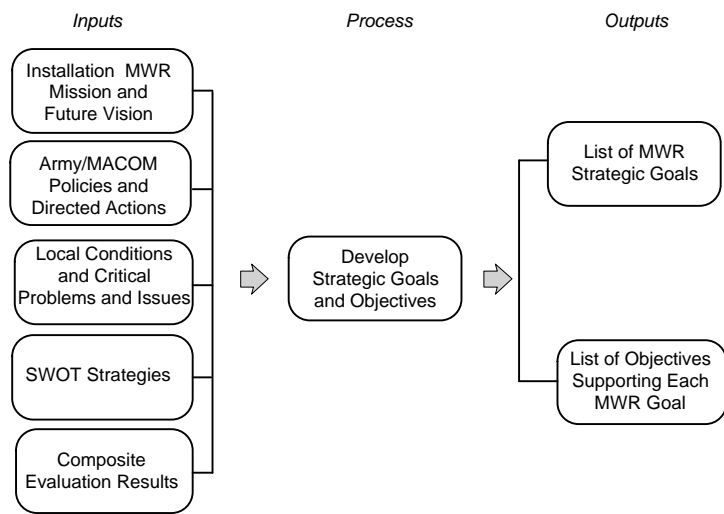 Inputs
Process
Outputs
Installation MWR
Mission and
Future Vision
Army/MACOM
Policies and
Directed Actions
Local Conditions
and Critical
Problems and Issues
SWOT Strategies
Composite
Evaluation Results
Develop
Strategic Goals
and Objectives
List of MWR
Strategic Goals
List of Objectives
Supporting Each
MWR Goal